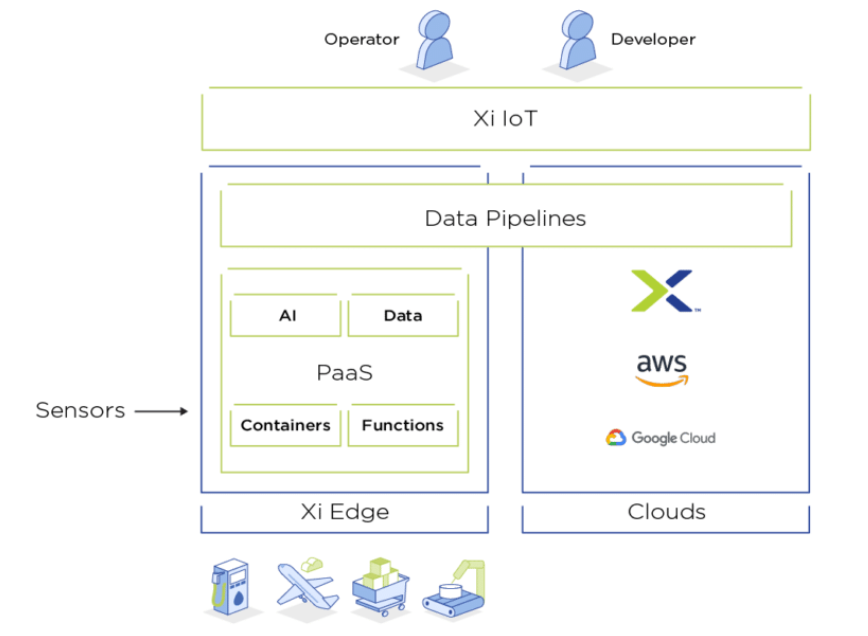 Operator
Developer
Xi IoT
Data Pipelines
AI
Data
PaaS
aws
Sensors
Containers
Functions
Google Cloud
Xi Edge
Clouds